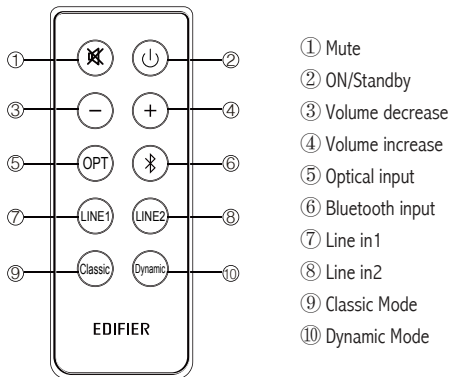 ①
②
③
④
⑤ OPT
⑥
⑦ LINE1 LINE2 ⑧
⑨ Classic Dynamic ⑩
EDIFIER
① Mute
② ON/Standby
③ Volume decrease
④ Volume increase
⑤ Optical input
⑥ Bluetooth input
⑦ Line in1
⑧ Line in2
⑨ Classic Mode
⑩ Dynamic Mode